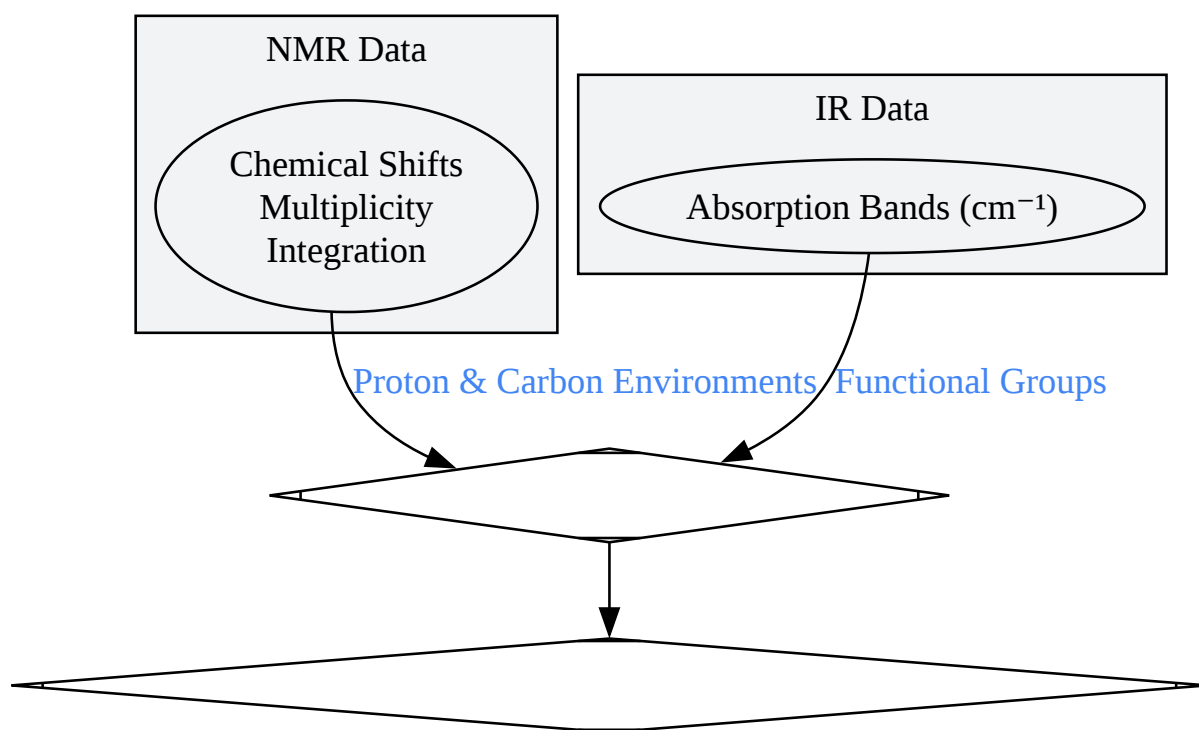 NMR Data
Chemical Shifts
Multiplicity
Integration
IR Data
Absorption Bands (cm⁻¹)
Proton & Carbon Environments
Functional Groups